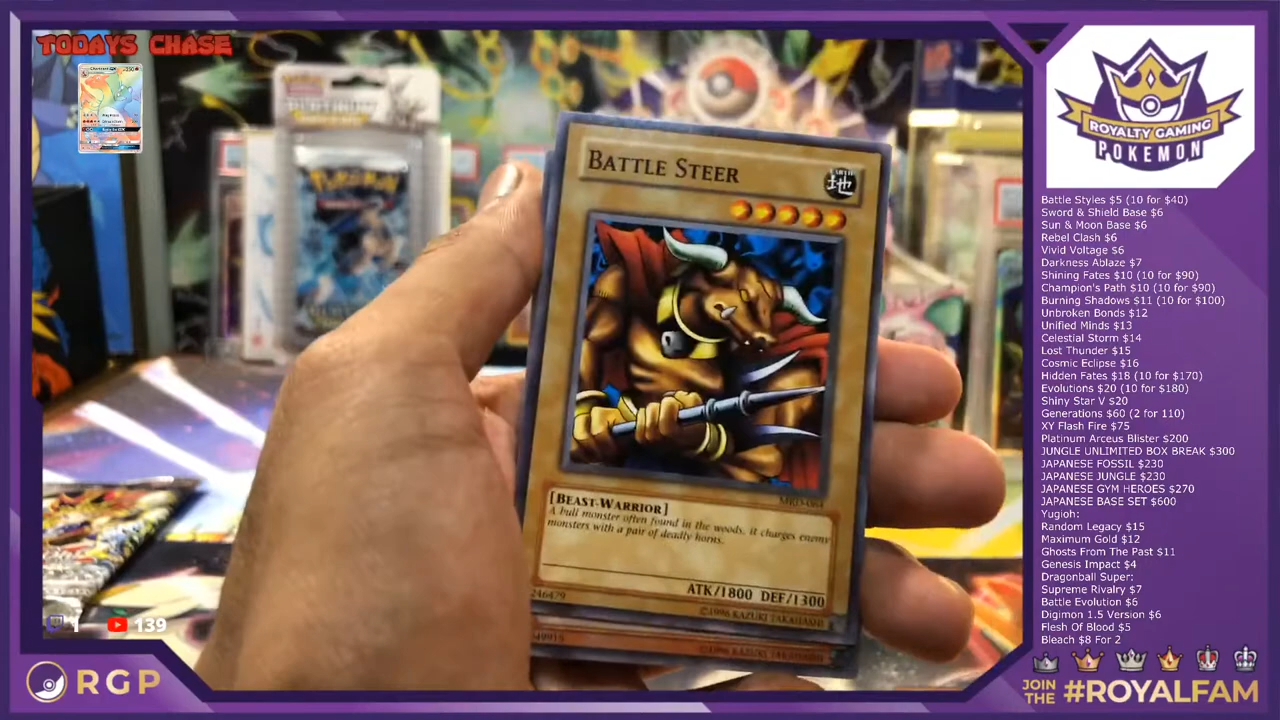 TODAYS CHASE
BATTLE STEER
EARTH
地
[BEAST-WARRIOR]
A bull monster often found in the woods, it charges enemy
monsters with a pair of deadly horns.
ATK/1800 DEF/1300
©1996 KAZUKI TAKAHASHI
246479
49915
©1996 KAZUKI TAKAHASHI
POKéMON
1
139
RGP
ROYALTY GAMING
POKEMON
Battle Styles $5 (10 for $40)
Sword & Shield Base $6
Sun & Moon Base $6
Rebel Clash $6
Vivid Voltage $6
Darkness Ablaze $7
Shining Fates $10 (10 for $90)
Champion's Path $10 (10 for $90)
Burning Shadows $11 (10 for $100)
Unbroken Bonds $12
Unified Minds $13
Celestial Storm $14
Lost Thunder $15
Cosmic Eclipse $16
Hidden Fates $18 (10 for $170)
Evolutions $20 (10 for $180)
Shiny Star V $20
Generations $60 (2 for 110)
XY Flash Fire $75
Platinum Arceus Blister $200
JUNGLE UNLIMITED BOX BREAK $300
JAPANESE FOSSIL $230
JAPANESE JUNGLE $230
JAPANESE GYM HEROES $270
JAPANESE BASE SET $600
Yugioh:
Random Legacy $15
Maximum Gold $12
Ghosts From The Past $11
Genesis Impact $4
Dragonball Super:
Supreme Rivalry $7
Battle Evolution $6
Digimon 1.5 Version $6
Flesh Of Blood $5
Bleach $8 For 2
JOIN
THE #ROYALFAM